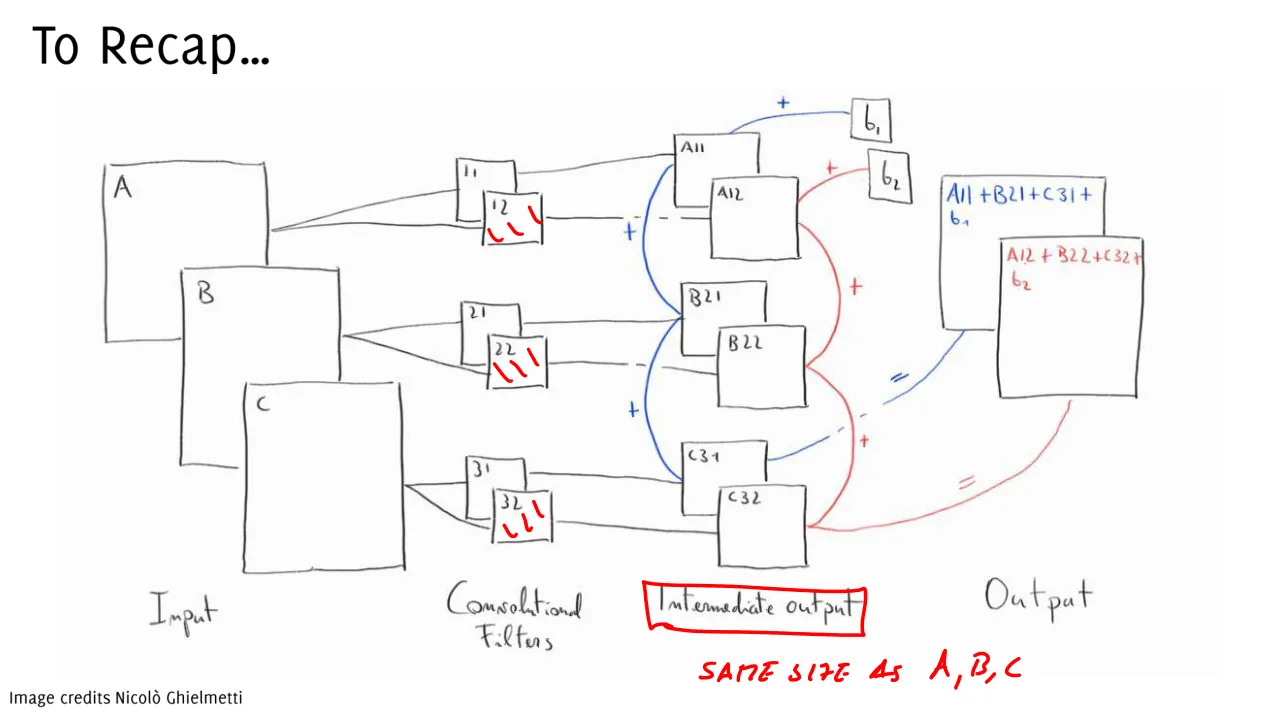 To Recap...
A
B
C
11
12
21
22
31
32
A11
A12
B21
B22
C31
C32
+
+
+
+
+
+
b1
b2
=
=
A11 +B21+C31+
b1
A12 + B22+C32+
b2
Input
Convolutional
Filters
Intermediate output
Output
SAME SIZE AS A, B, C
Image credits Nicolò Ghielmetti